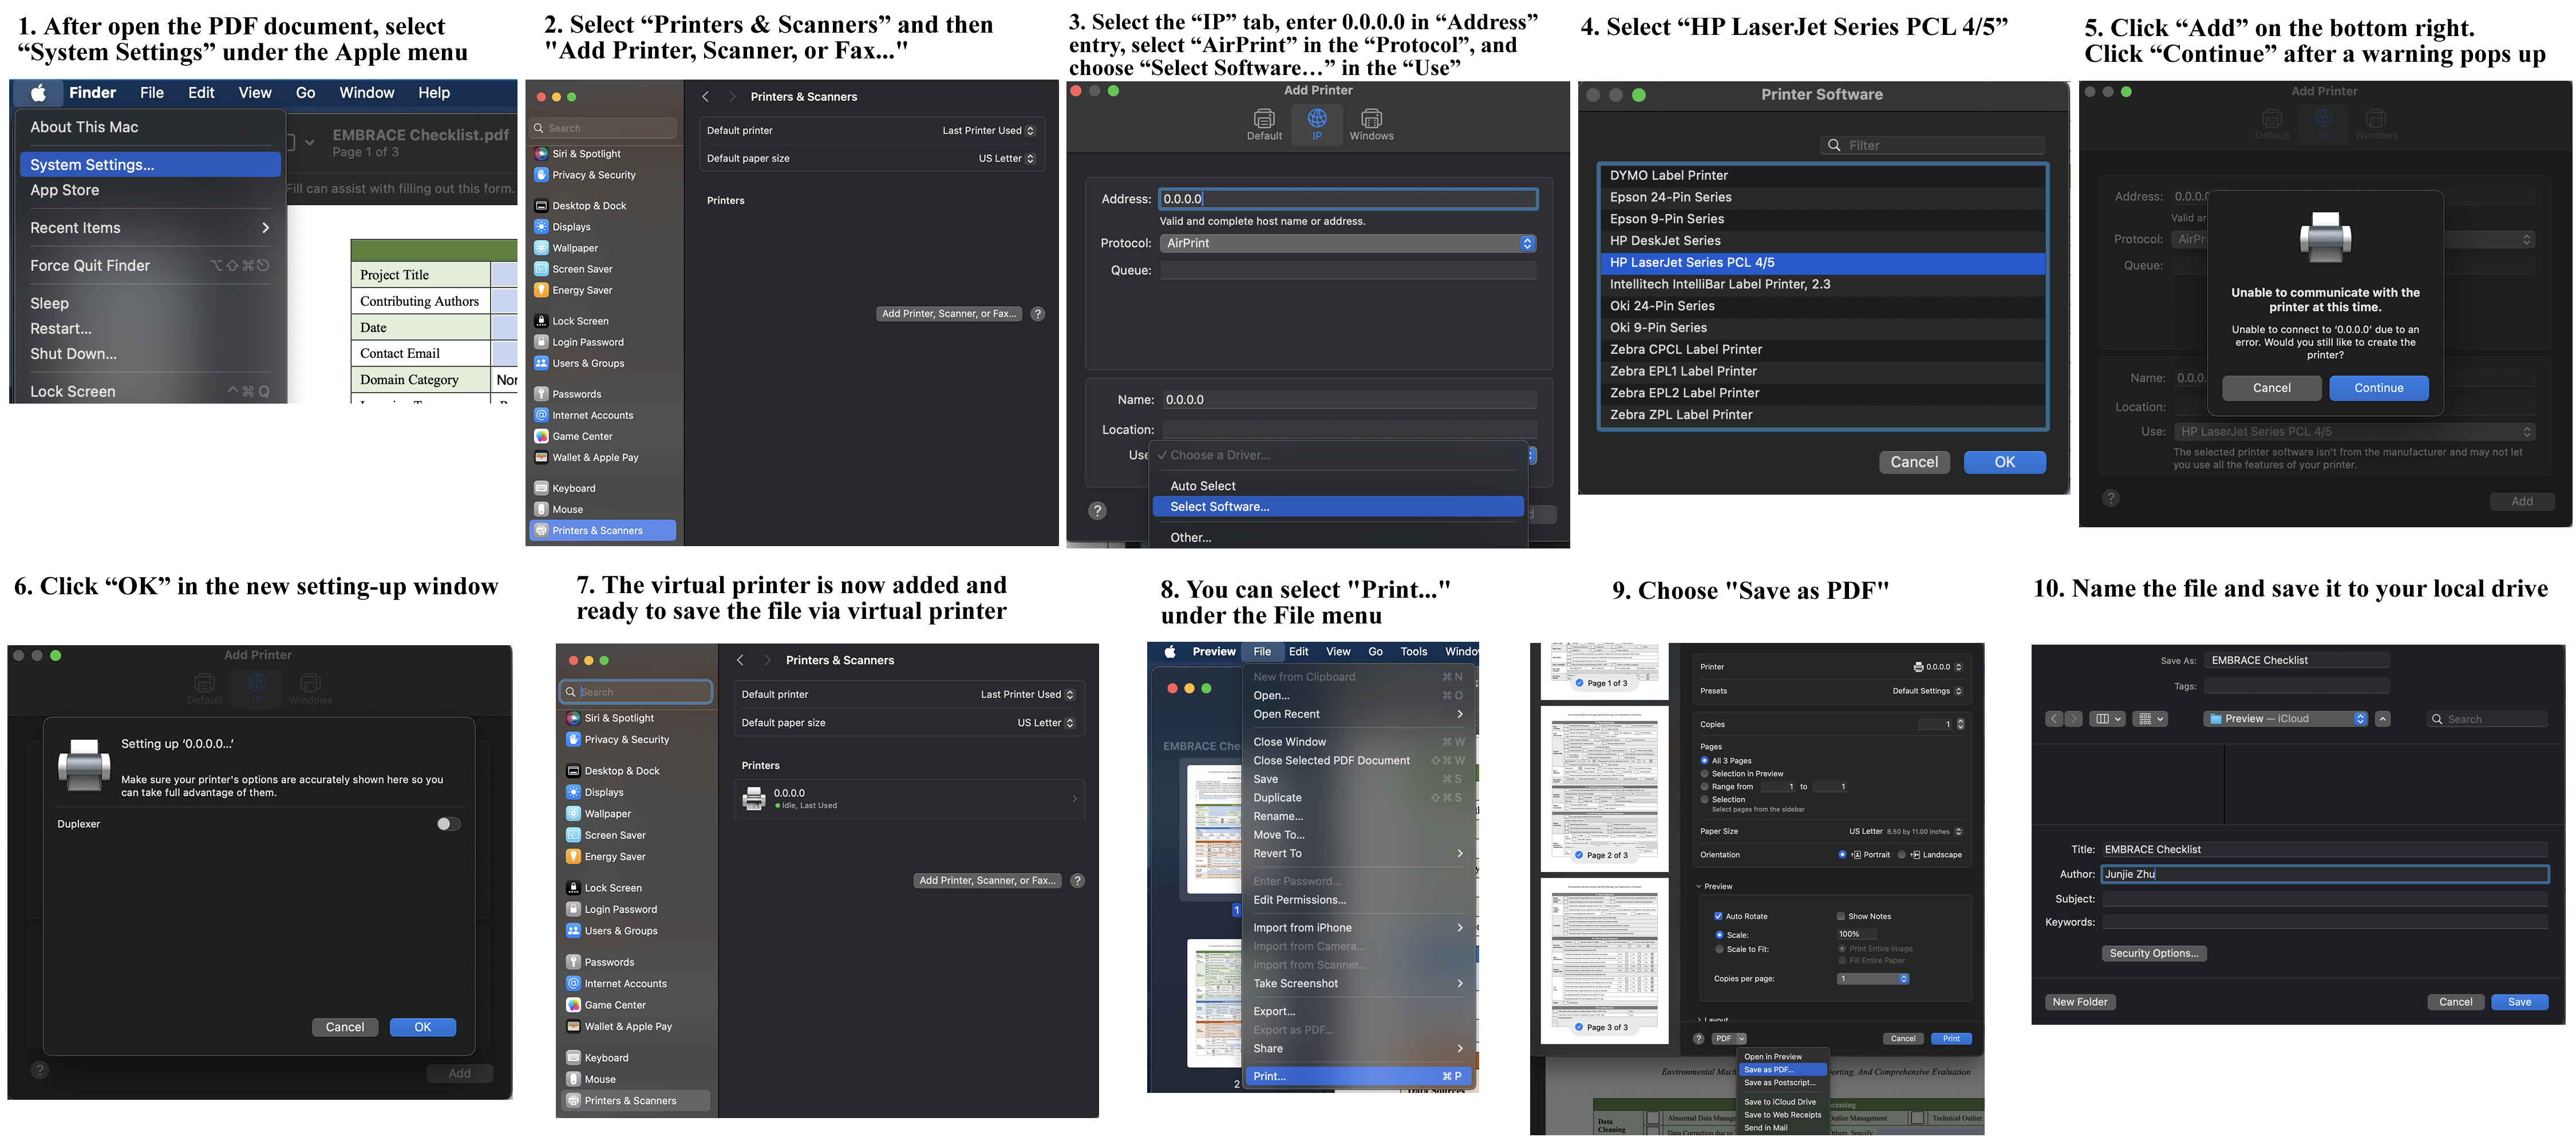 1. After open the PDF document, select
“System Settings” under the Apple menu
Finder File Edit View Go Window Help
About This Mac
System Settings...
App Store
Recent Items
Force Quit Finder
Sleep
Restart...
Shut Down...
Lock Screen
EMBRACE Checklist.pdf
Page 1 of 3
Fill can assist with filling out this form.
Project Title
Contributing Authors
Date
Contact Email
Domain Category
2. Select “Printers & Scanners” and then
"Add Printer, Scanner, or Fax..."
Search
Siri & Spotlight
Privacy & Security
Desktop & Dock
Displays
Wallpaper
Screen Saver
Energy Saver
Lock Screen
Login Password
Users & Groups
Passwords
Internet Accounts
Game Center
Wallet & Apple Pay
Keyboard
Mouse
Printers & Scanners
Printers & Scanners
Default printer Last Printer Used
Default paper size US Letter
Printers
Add Printer, Scanner, or Fax... ?
3. Select the “IP” tab, enter 0.0.0.0 in “Address”
entry, select “AirPrint” in the “Protocol”, and
choose “Select Software…” in the “Use”
Add Printer
Default IP Windows
Address: 0.0.0.0
Valid and complete host name or address.
Protocol: AirPrint
Queue:
Name: 0.0.0.0
Location:
Use ✓ Choose a Driver...
Auto Select
Select Software...
Other...
?
4. Select “HP LaserJet Series PCL 4/5”
Printer Software
Filter
DYMO Label Printer
Epson 24-Pin Series
Epson 9-Pin Series
HP DeskJet Series
HP LaserJet Series PCL 4/5
Intellitech IntelliBar Label Printer, 2.3
Oki 24-Pin Series
Oki 9-Pin Series
Zebra CPCL Label Printer
Zebra EPL1 Label Printer
Zebra EPL2 Label Printer
Zebra ZPL Label Printer
Cancel OK
5. Click “Add” on the bottom right.
Click “Continue” after a warning pops up
Add Printer
Default IP Windows
Address: 0.0.0
Valid ar
Protocol: AirPr
Queue:
Unable to communicate with the
printer at this time.
Unable to connect to ‘0.0.0.0’ due to an
error. Would you still like to create the
printer?
Cancel Continue
Name: 0.0.0.
Location:
Use: HP LaserJet Series PCL 4/5
The selected printer software isn’t from the manufacturer and may not let
you use all the features of your printer.
? Add
6. Click “OK” in the new setting-up window
Add Printer
Default IP Windows
Setting up ‘0.0.0.0...’
Make sure your printer's options are accurately shown here so you
can take full advantage of them.
Duplexer
Cancel OK
? Add
7. The virtual printer is now added and
ready to save the file via virtual printer
Search
Siri & Spotlight
Privacy & Security
Desktop & Dock
Displays
Wallpaper
Screen Saver
Energy Saver
Lock Screen
Login Password
Users & Groups
Passwords
Internet Accounts
Game Center
Wallet & Apple Pay
Keyboard
Mouse
Printers & Scanners
Printers & Scanners
Default printer Last Printer Used
Default paper size US Letter
Printers
0.0.0.0
Idle, Last Used
Add Printer, Scanner, or Fax... ?
8. You can select "Print..."
under the File menu
Preview File Edit View Go Tools Windo
EMBRACE Che
New from Clipboard ⌘ N
Open... ⌘ O
Open Recent
Close Window ⌘ W
Close Selected PDF Document ⇧⌘ W
Save ⌘ S
Duplicate ⇧⌘ S
Rename...
Move To...
Revert To
Enter Password...
Edit Permissions...
Import from iPhone
Import from Camera...
Import from Scanner...
Take Screenshot
Export...
Export as PDF...
Share
Print... ⌘ P
1
2
9. Choose "Save as PDF"
Page 1 of 3
Page 2 of 3
Page 3 of 3
Printer 0.0.0.0
Presets Default Settings
Copies 1
Pages
All 3 Pages
Selection in Preview
Range from 1 to 1
Selection
Select pages from the sidebar
Paper Size US Letter 8.50 by 11.00 inches
Orientation Portrait Landscape
Preview
Auto Rotate Show Notes
Scale: 100%
Scale to Fit: Print Entire Image
Fill Entire Paper
Copies per page: 1
Layout
? PDF Cancel Print
Open in Preview
Save as PDF...
Save as Postscript...
Save to iCloud Drive
Save to Web Receipts
Send in Mail
Environmental Mac
orting, And Comprehensive Evaluation
Data
Cleaning
Abnormal Data Manage
Outlier Management
Technical Outlier
Data Correction due to
Others, Specify:
10. Name the file and save it to your local drive
Save As: EMBRACE Checklist
Tags:
Preview — iCloud
Search
Title: EMBRACE Checklist
Author: Junjie Zhu
Subject:
Keywords:
Security Options...
New Folder Cancel Save